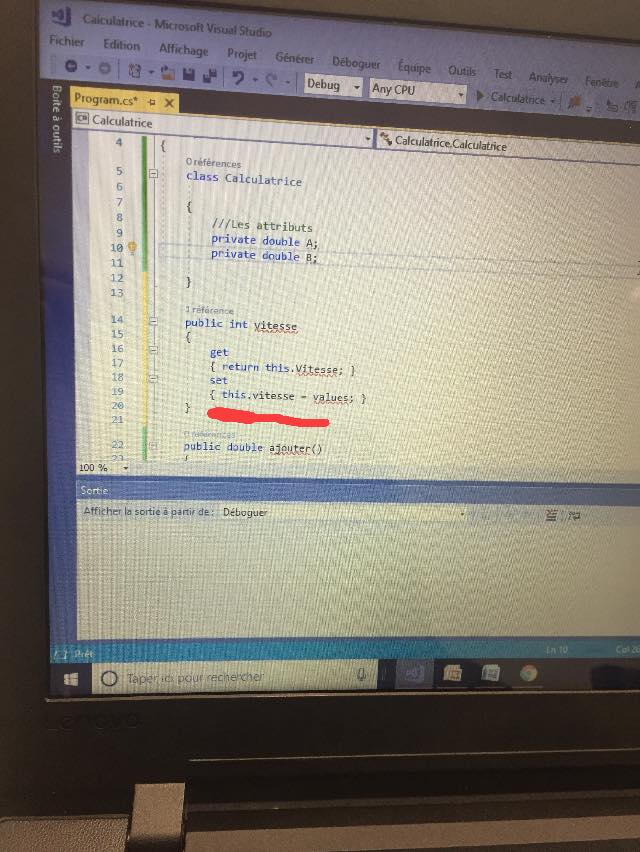 Calculatrice - Microsoft Visual Studio
Fichier Edition Affichage Projet Générer Déboguer Équipe Outils Test Analyser Fenêtre
Debug Any CPU Calculatrice
Boîte à outils
Program.cs*
Calculatrice Calculatrice.Calculatrice
4 {
0 références
5 class Calculatrice
6
7 {
8 ///Les attributs
9 private double A;
10 private double B;
11
12 }
13
1 référence
14 public int vitesse
15 {
16 get
17 { return this.Vitesse; }
18 set
19 { this.vitesse = values; }
20 }
21
0 références
22 public double ajouter()
23 {
100 %
Sortie
Afficher la sortie à partir de : Déboguer
Prêt Ln 10
Taper ici pour rechercher
Lenovo